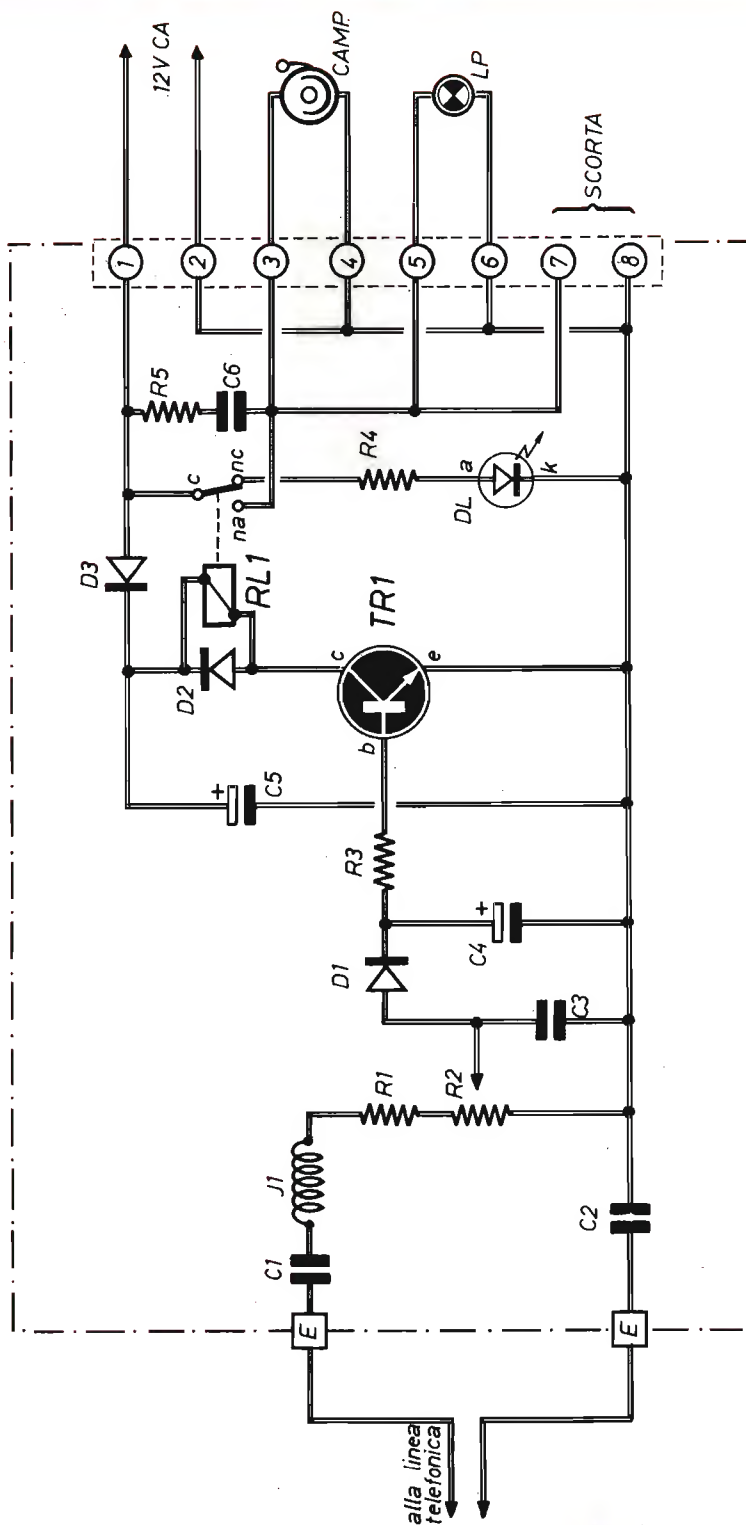 12V CA
CAMP.
LP
SCORTA
1
2
3
4
5
6
7
8
R5
C6
c
nc
na
R4
a
DL
k
D3
RL1
D2
TR1
c
b
e
+
C5
R3
D1
+
C4
C3
R1
R2
J1
C1
C2
E
E
alla linea
telefonica